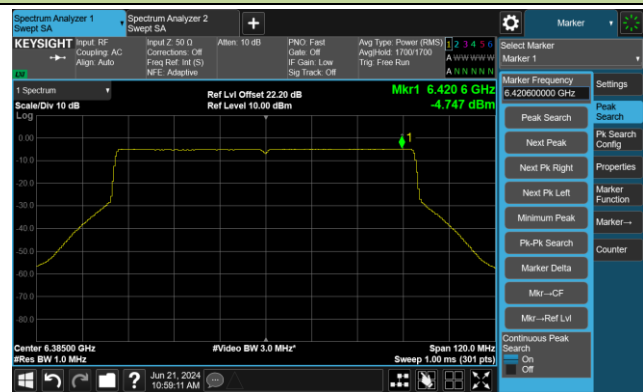 Spectrum Analyzer 1
Swept SA
Spectrum Analyzer 2
Swept SA
+
Marker
KEYSIGHT
Input: RF
Coupling: AC
Align: Auto
Input Z: 50 Ω
Corrections: Off
Freq Ref: Int (S)
NFE: Adaptive
Atten: 10 dB
PNO: Fast
Gate: Off
IF Gain: Low
Sig Track: Off
Avg Type: Power (RMS)
Avg|Hold: 1700/1700
Trig: Free Run
1 2 3 4 5 6
A W W W W W
A N N N N N
LVI
Select Marker
Marker 1
1 Spectrum
Scale/Div 10 dB
Log
Ref Lvl Offset 22.20 dB
Ref Level 10.00 dBm
Mkr1 6.420 6 GHz
-4.747 dBm
1
0.00
-10.0
-20.0
-30.0
-40.0
-50.0
-60.0
-70.0
-80.0
Center 6.38500 GHz
#Res BW 1.0 MHz
#Video BW 3.0 MHz*
Span 120.0 MHz
Sweep 1.00 ms (301 pts)
Marker Frequency
6.420600000 GHz
Peak Search
Next Peak
Next Pk Right
Next Pk Left
Minimum Peak
Pk-Pk Search
Marker Delta
Mkr→CF
Mkr→Ref Lvl
Continuous Peak
Search
On
Off
Settings
Peak
Search
Pk Search
Config
Properties
Marker
Function
Marker→
Counter
?
Jun 21, 2024
10:59:11 AM